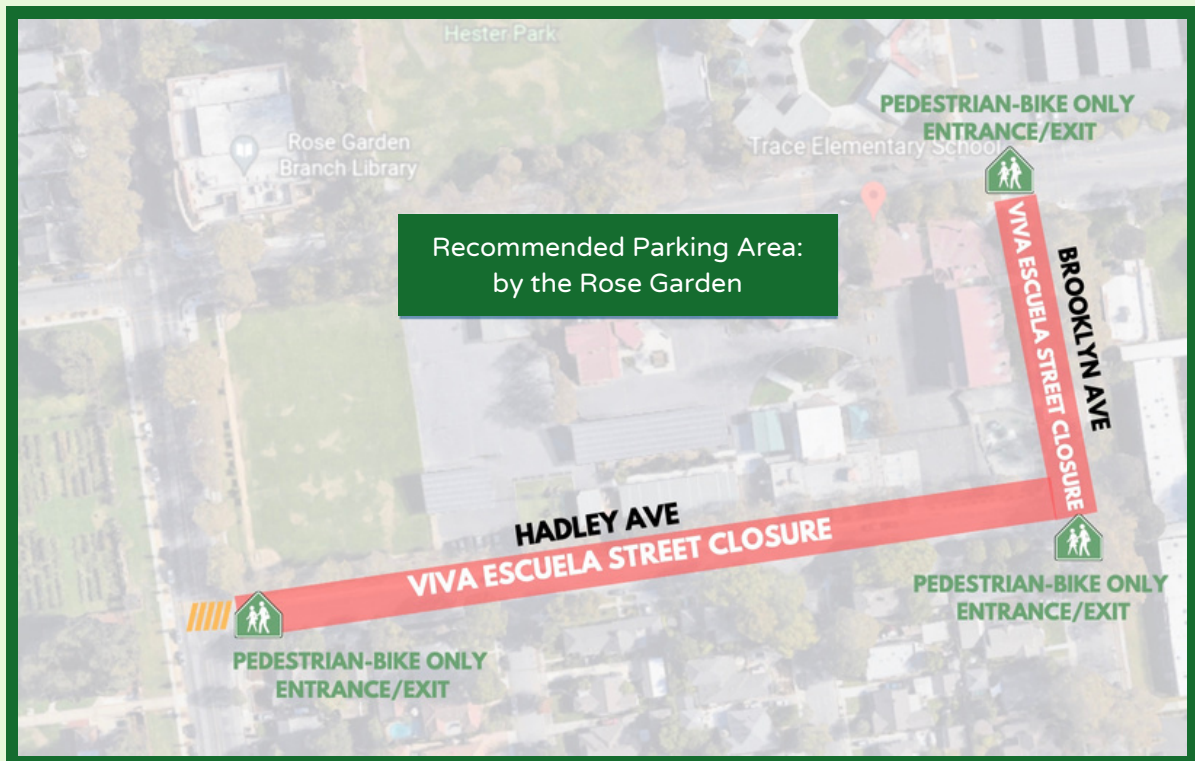 Hester Park
PEDESTRIAN-BIKE ONLY
ENTRANCE/EXIT
Rose Garden
Branch Library
Trace Elementary School
Recommended Parking Area:
by the Rose Garden
VIVA ESCUELA STREET CLOSURE
BROOKLYN AVE
HADLEY AVE
VIVA ESCUELA STREET CLOSURE
PEDESTRIAN-BIKE ONLY
ENTRANCE/EXIT
PEDESTRIAN-BIKE ONLY
ENTRANCE/EXIT